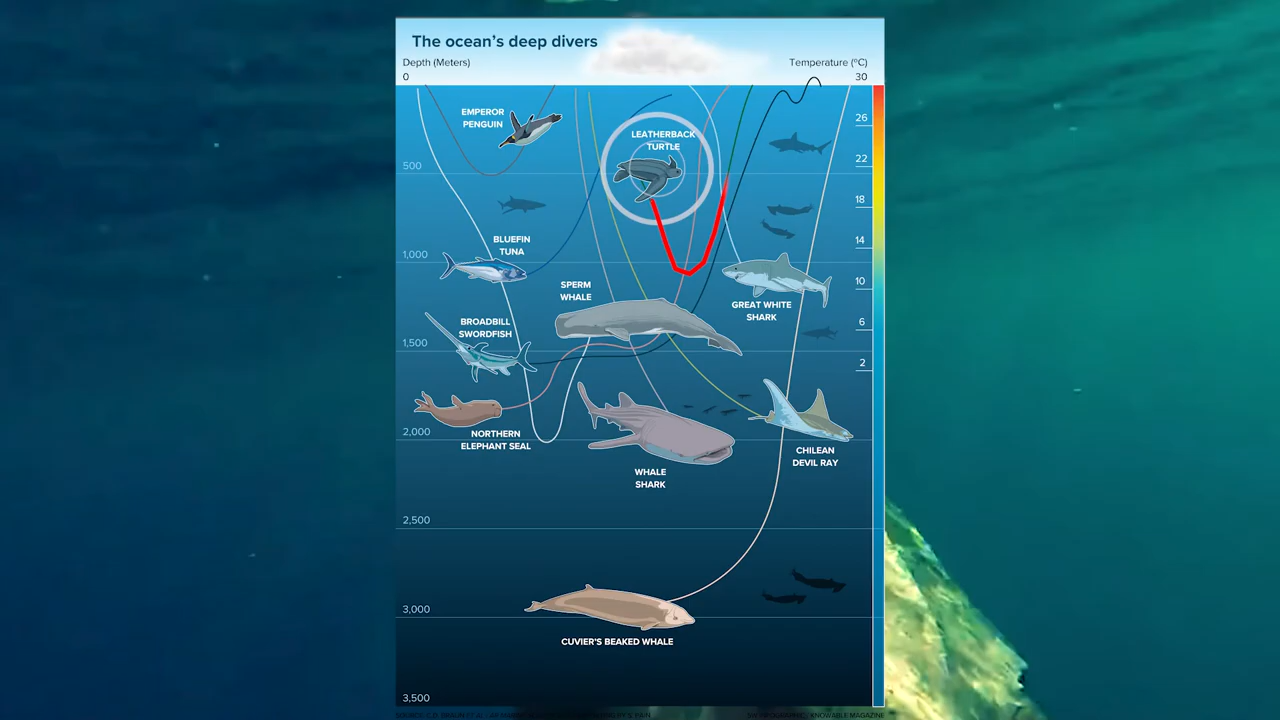 The ocean's deep divers
Depth (Meters)
Temperature (ºC)
0
30
EMPEROR
PENGUIN
26
LEATHERBACK
TURTLE
500
22
18
BLUEFIN
TUNA
14
1,000
10
SPERM
WHALE
GREAT WHITE
SHARK
BROADBILL
SWORDFISH
6
1,500
2
2,000
NORTHERN
ELEPHANT SEAL
CHILEAN
DEVIL RAY
WHALE
SHARK
2,500
3,000
CUVIER'S BEAKED WHALE
3,500
KNOWABLE MAGAZINE